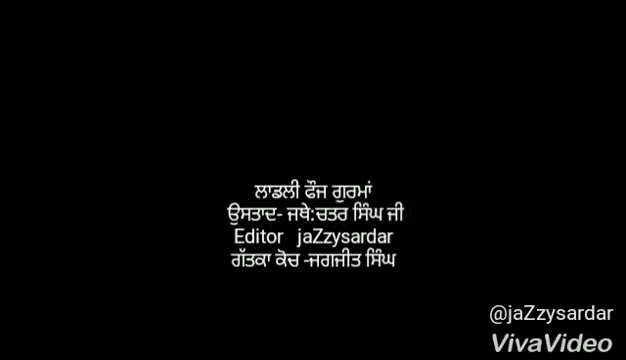 ਲਾਡਲੀ ਫੌਜ ਗੁਰਮਾਂ
ਉਸਤਾਦ- ਜਥੇ:ਚਤਰ ਸਿੰਘ ਜੀ
Editor jaZzysardar
ਗੱਤਕਾ ਕੋਚ -ਜਗਜੀਤ ਸਿੰਘ
@jaZzysardar
VivaVideo